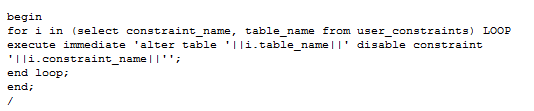 begin
for i in (select constraint_name, table_name from user_constraints) LOOP
execute immediate 'alter table '||i.table_name||' disable constraint
'||i.constraint_name||'';
end loop;
end;
/